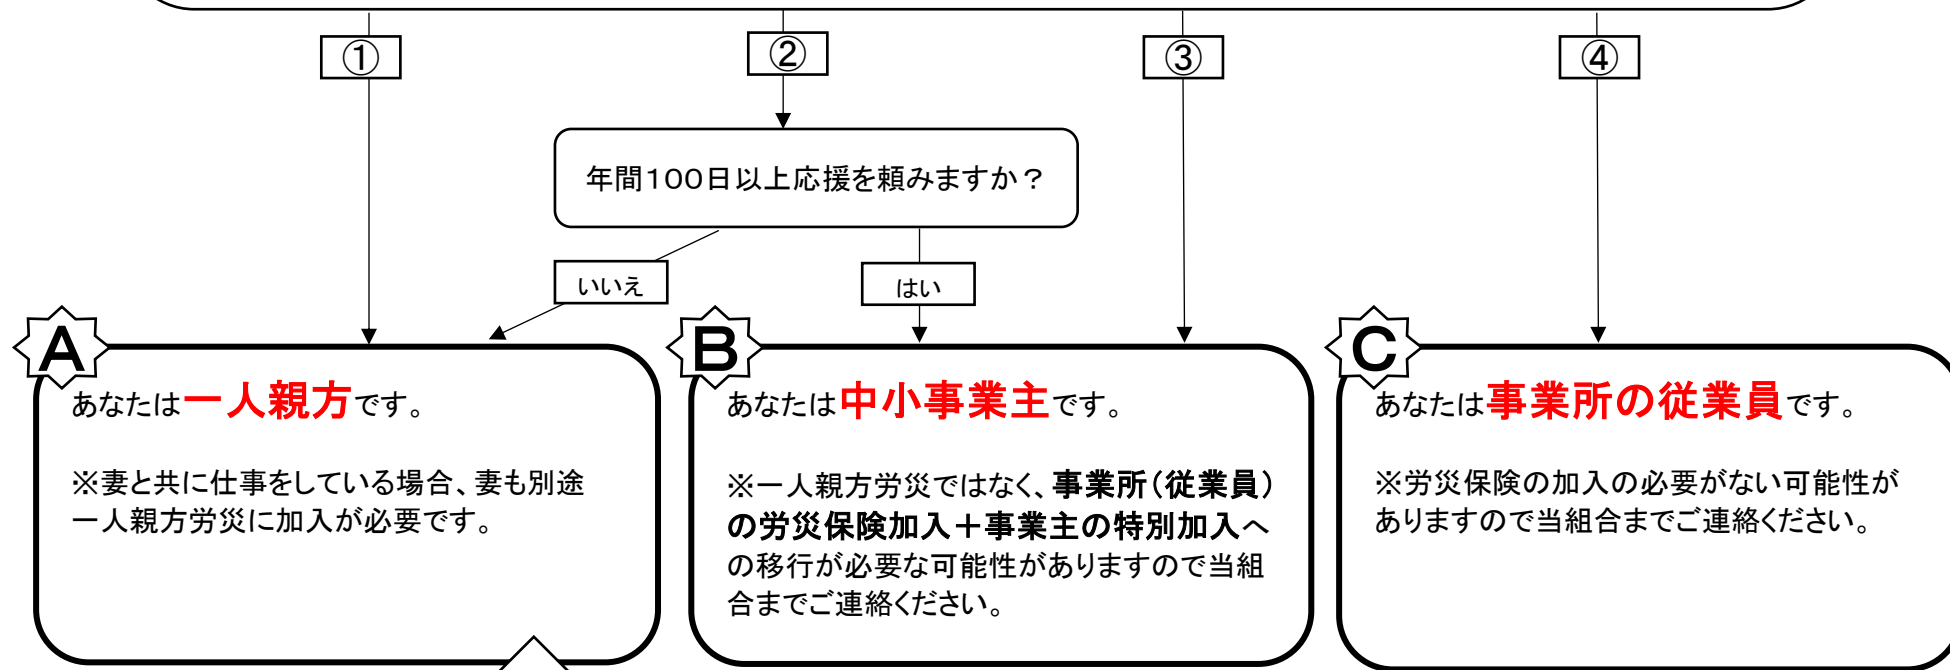 ①
②
③
④
年間100日以上応援を頼みますか？
いいえ
はい
A
あなたは一人親方です。
※妻と共に仕事をしている場合、妻も別途
一人親方労災に加入が必要です。
B
あなたは中小事業主です。
※一人親方労災ではなく、事業所（従業員）
の労災保険加入＋事業主の特別加入へ
の移行が必要な可能性がありますので当組
合までご連絡ください。
C
あなたは事業所の従業員です。
※労災保険の加入の必要がない可能性が
ありますので当組合までご連絡ください。